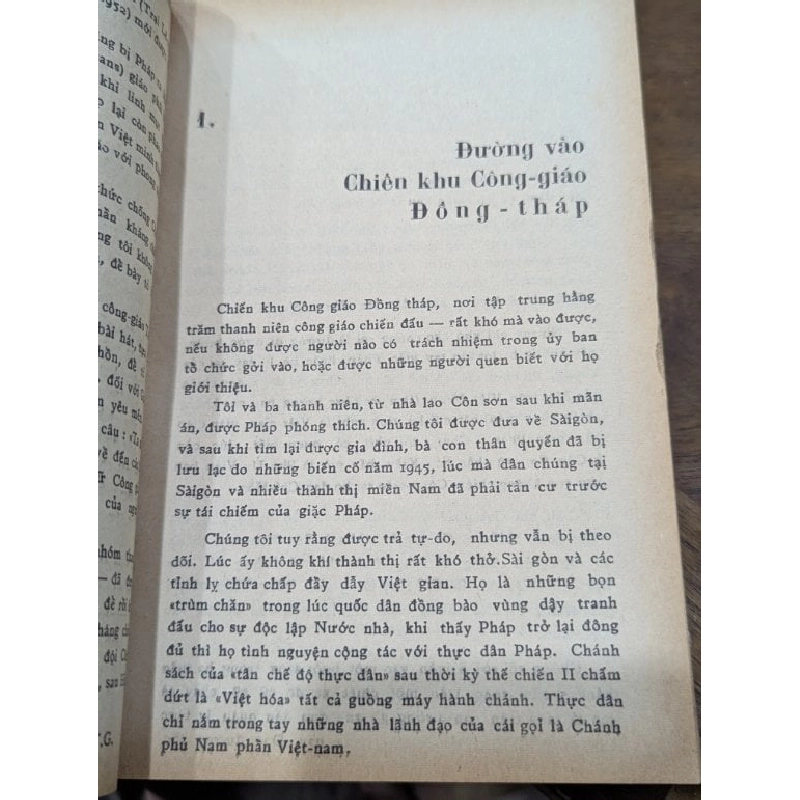 1.
Đường vào
Chiên khu Công-giáo
Đông - tháp
Chiến khu Công giáo Đồng tháp, nơi tập trung hằng
trăm thanh niên công giáo chiến đấu — rất khó mà vào được,
nếu không được người nào có trách nhiệm trong ủy ban
tổ chức gởi vào, hoặc được những người quen biết với họ
giới thiệu.
Tôi và ba thanh niên, từ nhà lao Côn sơn sau khi mãn
án, được Pháp phóng thích. Chúng tôi được đưa về Sàigòn,
và sau khi tìm lại được gia đình, bà con thân quyến đã bị
lưu lạc do những biến cố năm 1945, lúc mà dân chúng tại
Sàigòn và nhiều thành thị miền Nam đã phải tản cư trước
sự tái chiếm của giặc Pháp.
Chúng tôi tuy rằng được trả tự-do, nhưng vẫn bị theo
dõi. Lúc ấy không khí thành thị rất khó thở.Sài gòn và các
tỉnh lỵ chứa chấp đầy dẫy Việt gian. Họ là những bọn
«trùm chăn» trong lúc quốc dân đồng bào vùng dậy tranh
đấu cho sự độc lập Nước nhà, khi thấy Pháp trở lại đông
đủ thì họ tình nguyện cộng tác với thực dân Pháp. Chánh
sách của «tân chế độ thực dân» sau thời kỳ thế chiến II chấm
dứt là «Việt hóa» tất cả guồng máy hành chánh. Thực dân
chỉ nắm trong tay những nhà lãnh đạo của cái gọi là Chánh
phủ Nam phần Việt-nam.